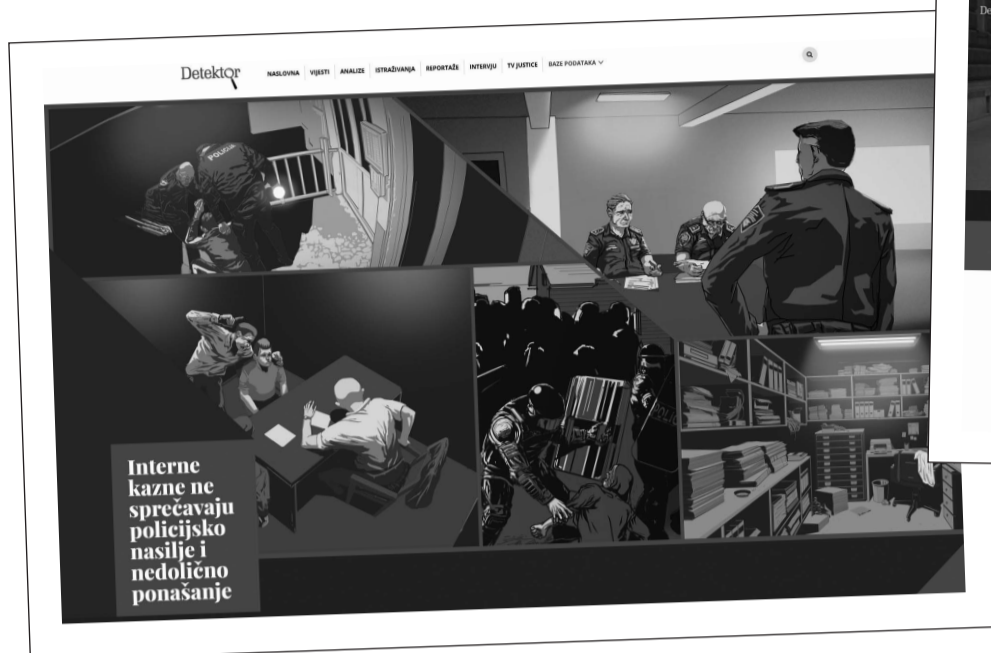 De
Detektor
NASLOVNA VIJESTI ANALIZE ISTRAŽIVANJA REPORTAŽE INTERVJU TV JUSTICE BAZE PODATAKA
POLICIJA
Interne
kazne ne
sprečavaju
policijsko
nasilje i
nedolično
ponašanje